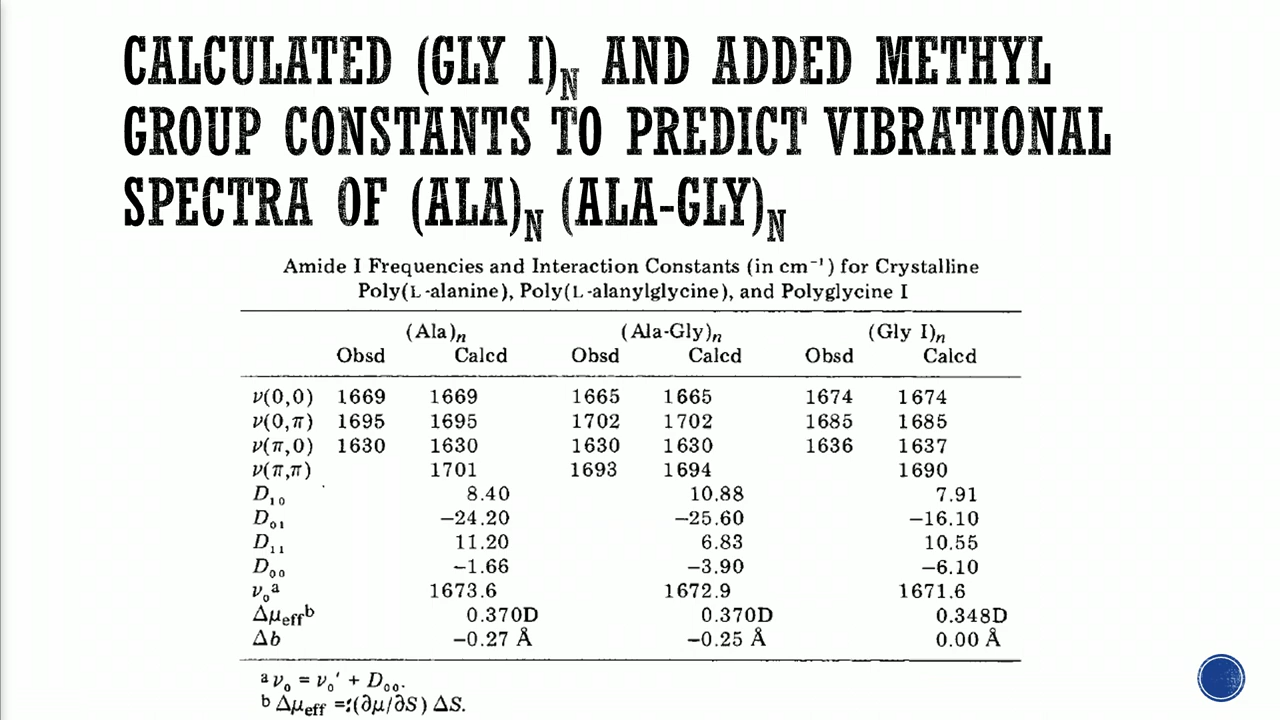 CALCULATED (GLY I)N AND ADDED METHYL
GROUP CONSTANTS TO PREDICT VIBRATIONAL
SPECTRA OF (ALA)N (ALA-GLY)N
Amide I Frequencies and Interaction Constants (in cm⁻¹) for Crystalline
Poly(L-alanine), Poly(L-alanylglycine), and Polyglycine I
(Ala)n (Ala-Gly)n (Gly I)n
Obsd Calcd Obsd Calcd Obsd Calcd
ν(0,0) 1669 1669 1665 1665 1674 1674
ν(0,π) 1695 1695 1702 1702 1685 1685
ν(π,0) 1630 1630 1630 1630 1636 1637
ν(π,π) 1701 1693 1694 1690
D₁₀ 8.40 10.88 7.91
D₀₁ −24.20 −25.60 −16.10
D₁₁ 11.20 6.83 10.55
D₀₀ −1.66 −3.90 −6.10
ν₀ᵃ 1673.6 1672.9 1671.6
Δμeffᵇ 0.370D 0.370D 0.348D
Δb −0.27 Å −0.25 Å 0.00 Å
ᵃ ν₀ = ν₀' + D₀₀.
ᵇ Δμeff =:(∂μ/∂S) ΔS.